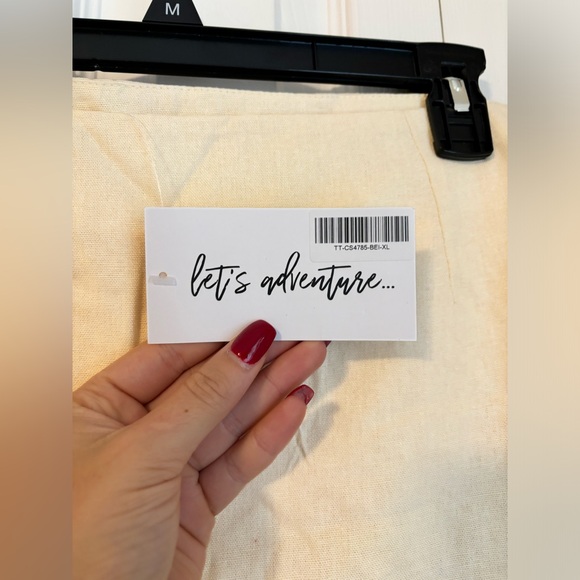 M
TT-CS4785-BEI-XL
let's adventure...